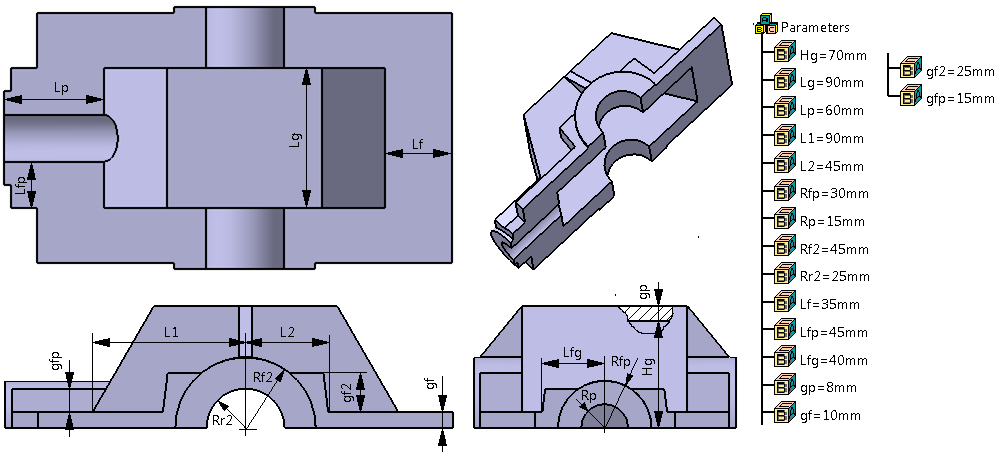 Lp
Lg
Lf
Lfp
L1
L2
gfp
Rf2
gf2
gf
Rr2
gp
Lfg
Rfp
Hg
Rp
Parameters
Hg=70mm
Lg=90mm
Lp=60mm
L1=90mm
L2=45mm
Rfp=30mm
Rp=15mm
Rf2=45mm
Rr2=25mm
Lf=35mm
Lfp=45mm
Lfg=40mm
gp=8mm
gf=10mm
gf2=25mm
gfp=15mm